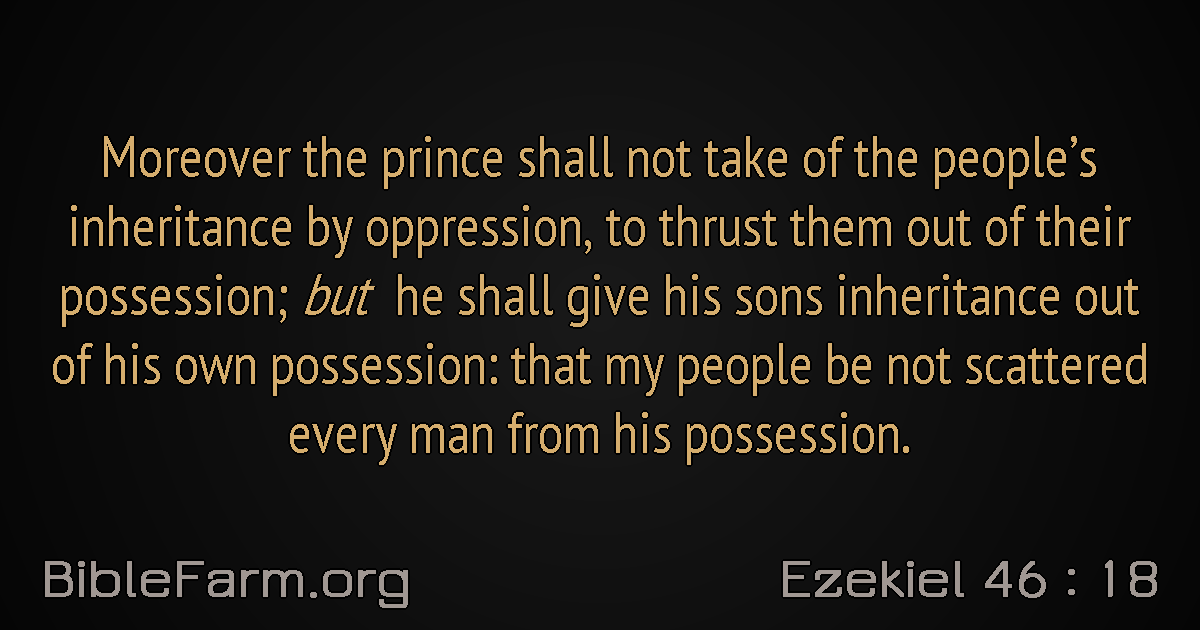 Moreover the prince shall not take of the people’s
inheritance by oppression, to thrust them out of their
possession; but he shall give his sons inheritance out
of his own possession: that my people be not scattered
every man from his possession.
BibleFarm.org
Ezekiel 46 : 18